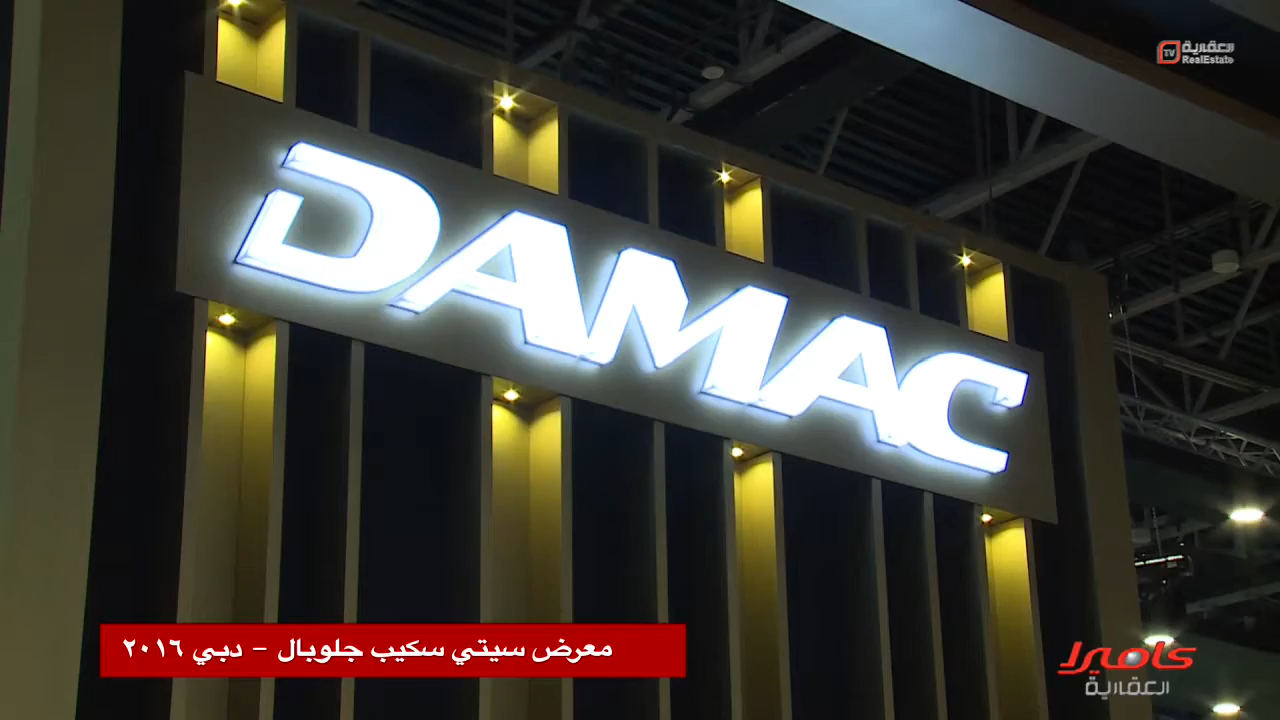 TV العقارية
RealEstate
DAMAC
معرض سيتي سكيب جلوبال - دبي ٢٠١٦
كاميرا
العقارية